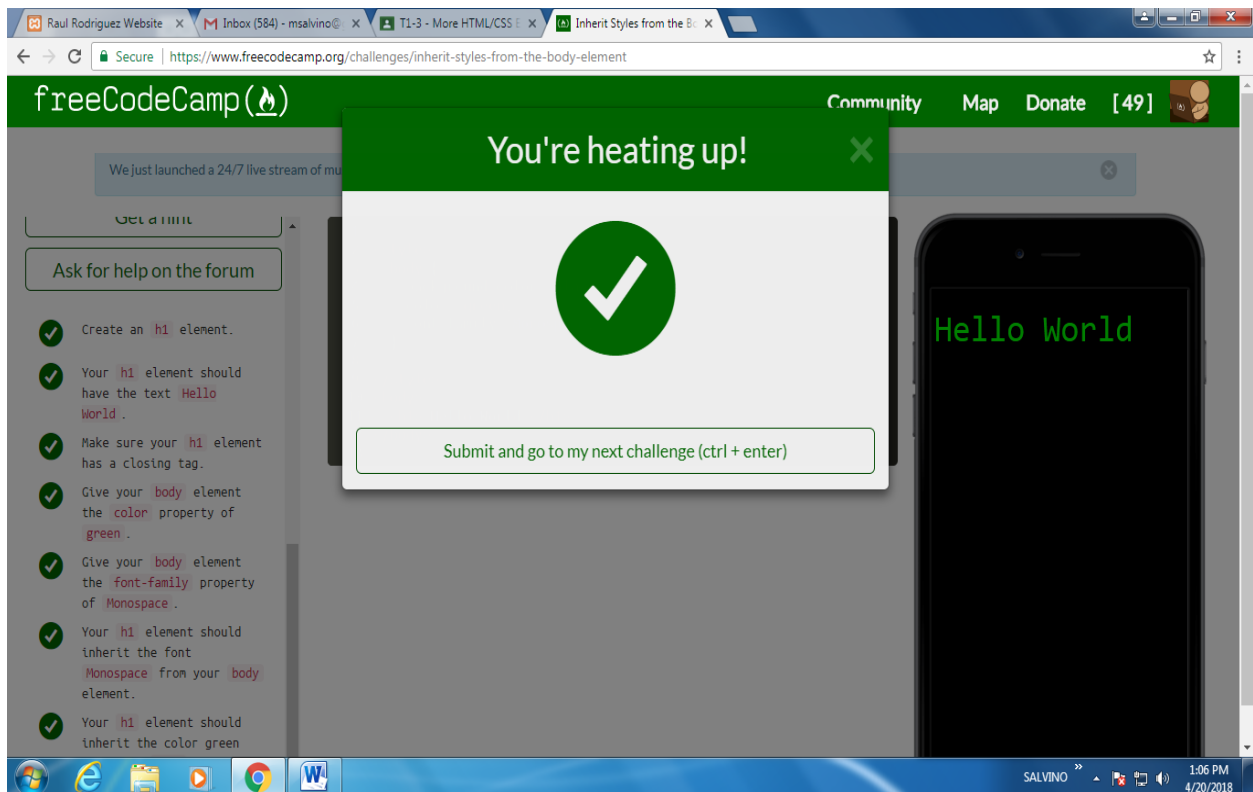 Raul Rodriguez Website
Inbox (584) - msalvino@
T1-3 - More HTML/CSS E
Inherit Styles from the Bo
Secure | https://www.freecodecamp.org/challenges/inherit-styles-from-the-body-element
freeCodeCamp(🔥)
Community Map Donate [ 49 ]
We just launched a 24/7 live stream of mu
You're heating up!
Get a hint
Ask for help on the forum
Create an h1 element.
Your h1 element should
have the text Hello
World .
Make sure your h1 element
has a closing tag.
Give your body element
the color property of
green .
Give your body element
the font-family property
of Monospace .
Your h1 element should
inherit the font
Monospace from your body
element.
Your h1 element should
inherit the color green
Submit and go to my next challenge (ctrl + enter)
Hello World
SALVINO
1:06 PM
4/20/2018